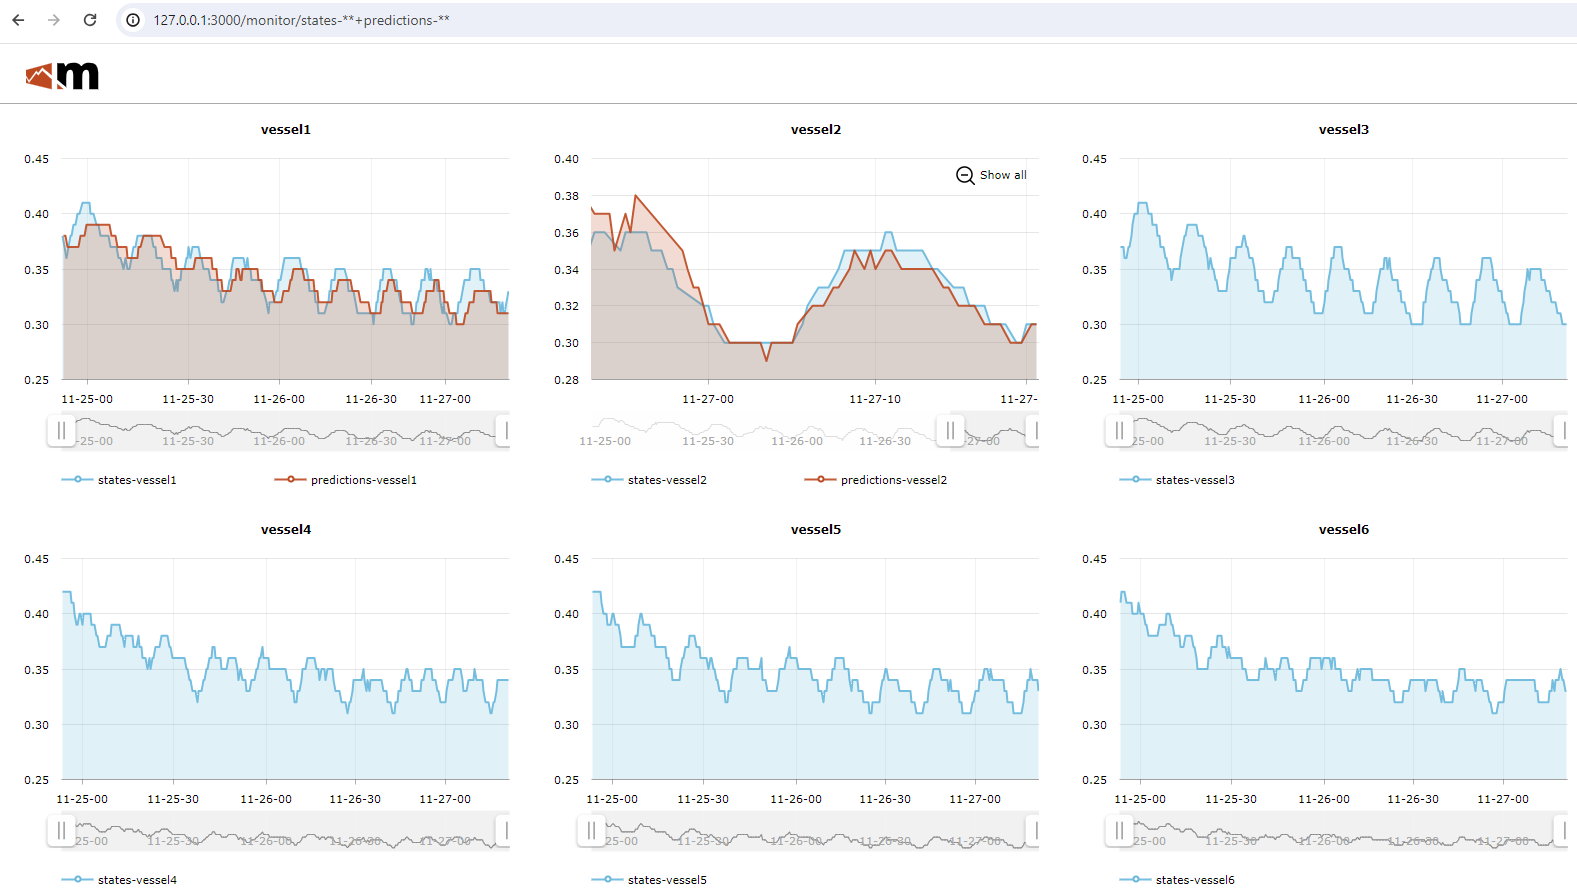 127.0.0.1:3000/monitor/states-**+predictions-**
m
vessel1
0.45
0.40
0.35
0.30
0.25
11-25-00 11-25-30 11-26-00 11-26-30 11-27-00
-25-00 11-25-30 11-26-00 11-26-30 11-27-00
states-vessel1 predictions-vessel1
vessel2
Show all
0.40
0.38
0.36
0.34
0.32
0.30
0.28
11-27-00 11-27-10 11-27-
11-25-00 11-25-30 11-26-00 11-26-30 -27-00
states-vessel2 predictions-vessel2
vessel3
0.45
0.40
0.35
0.30
0.25
11-25-00 11-25-30 11-26-00 11-26-30 11-27-00
25-00 11-25-30 11-26-00 11-26-30 11-27-00
states-vessel3
vessel4
0.45
0.40
0.35
0.30
0.25
11-25-00 11-25-30 11-26-00 11-26-30 11-27-00
25-00 11-25-30 11-26-00 11-26-30 11-27-00
states-vessel4
vessel5
0.45
0.40
0.35
0.30
0.25
11-25-00 11-25-30 11-26-00 11-26-30 11-27-00
25-00 11-25-30 11-26-00 11-26-30 11-27-00
states-vessel5
vessel6
0.45
0.40
0.35
0.30
0.25
11-25-00 11-25-30 11-26-00 11-26-30 11-27-00
25-00 11-25-30 11-26-00 11-26-30 11-27-00
states-vessel6